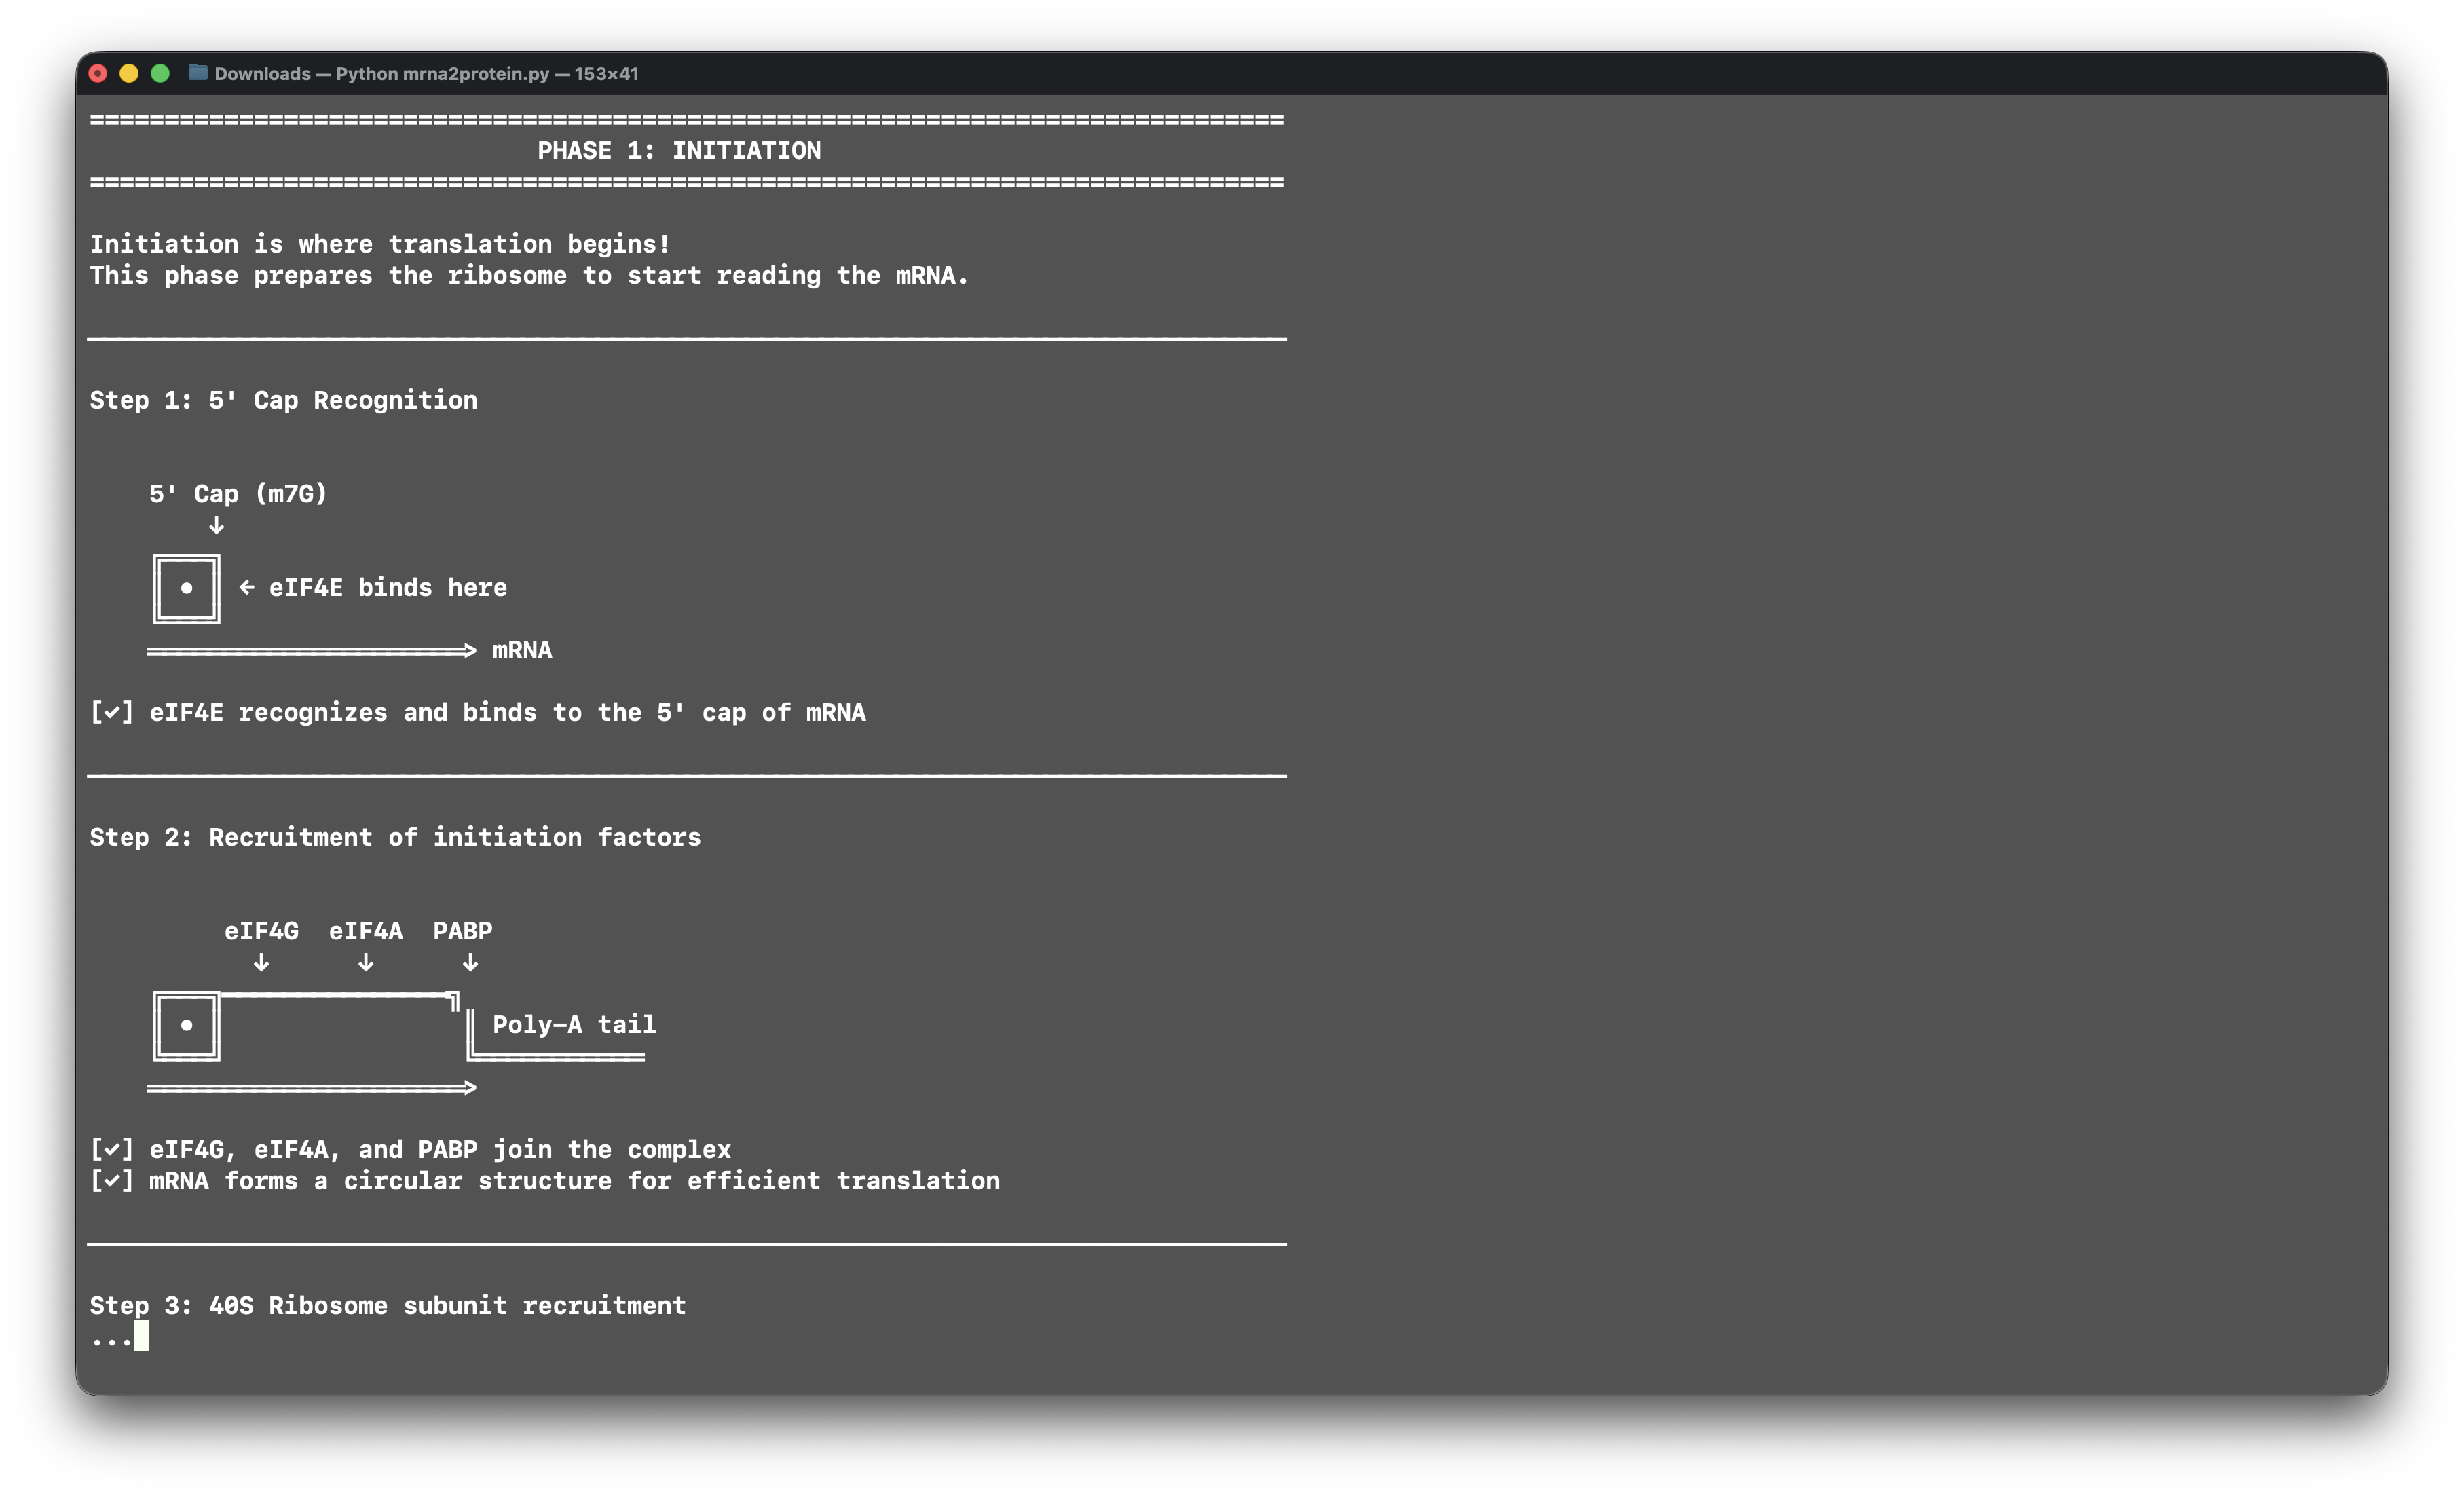 Downloads — Python mrna2protein.py — 153×41
================================================================================
PHASE 1: INITIATION
================================================================================
Initiation is where translation begins!
This phase prepares the ribosome to start reading the mRNA.
Step 1: 5' Cap Recognition
5' Cap (m7G)
↓
• ← eIF4E binds here
═════════════════════> mRNA
[✓] eIF4E recognizes and binds to the 5' cap of mRNA
Step 2: Recruitment of initiation factors
eIF4G eIF4A PABP
↓ ↓ ↓
• Poly-A tail
═════════════════════>
[✓] eIF4G, eIF4A, and PABP join the complex
[✓] mRNA forms a circular structure for efficient translation
Step 3: 40S Ribosome subunit recruitment
...